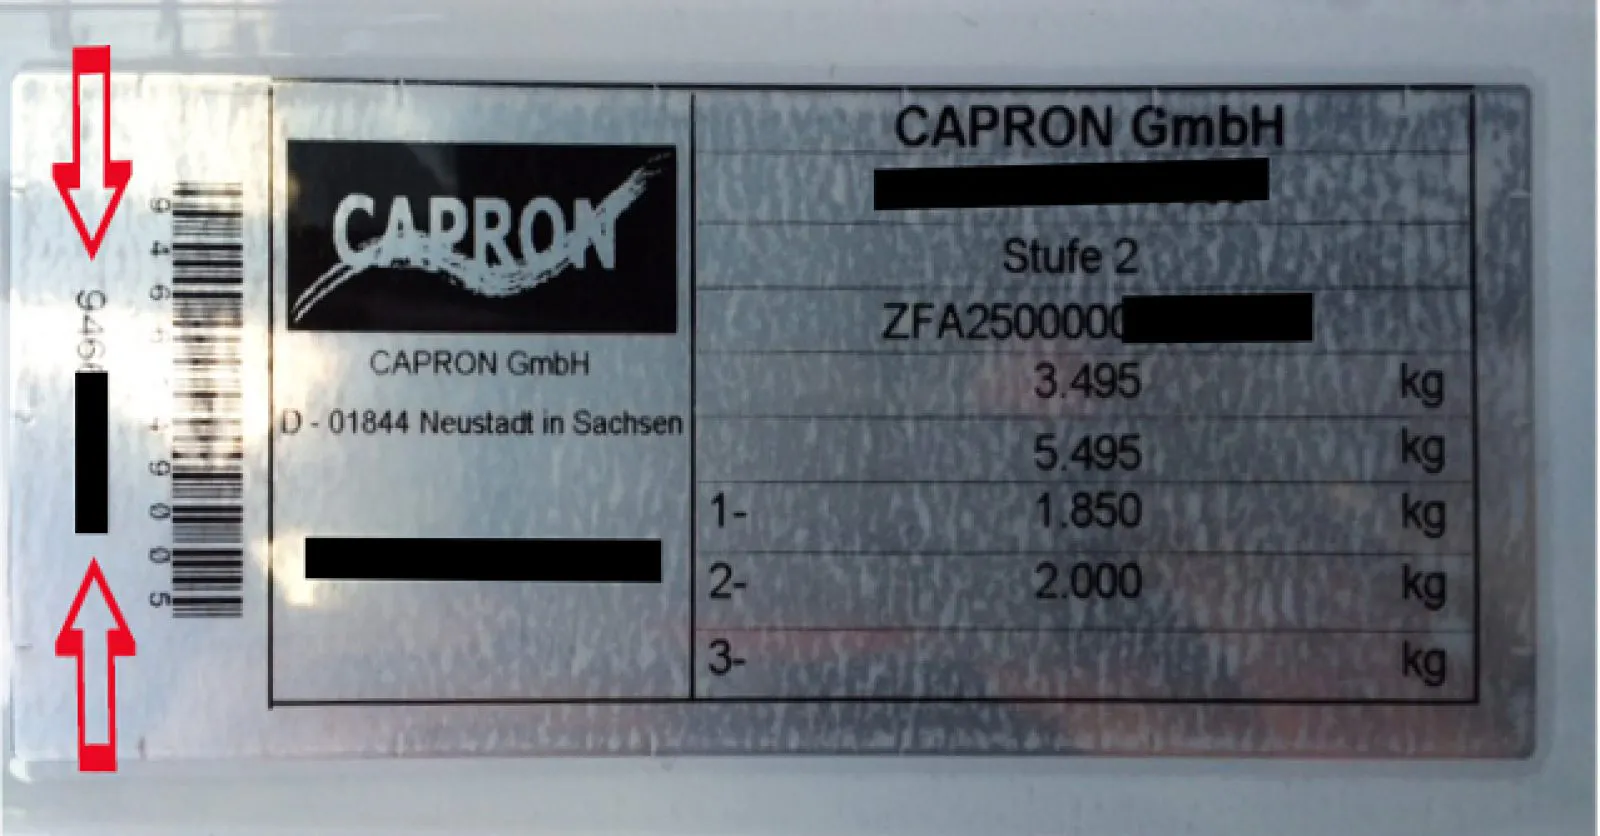 CAPRON
CAPRON GmbH
D - 01844 Neustadt in Sachsen
CAPRON GmbH
Stufe 2
ZFA2500000
3.495 kg
5.495 kg
1- 1.850 kg
2- 2.000 kg
3- kg
946